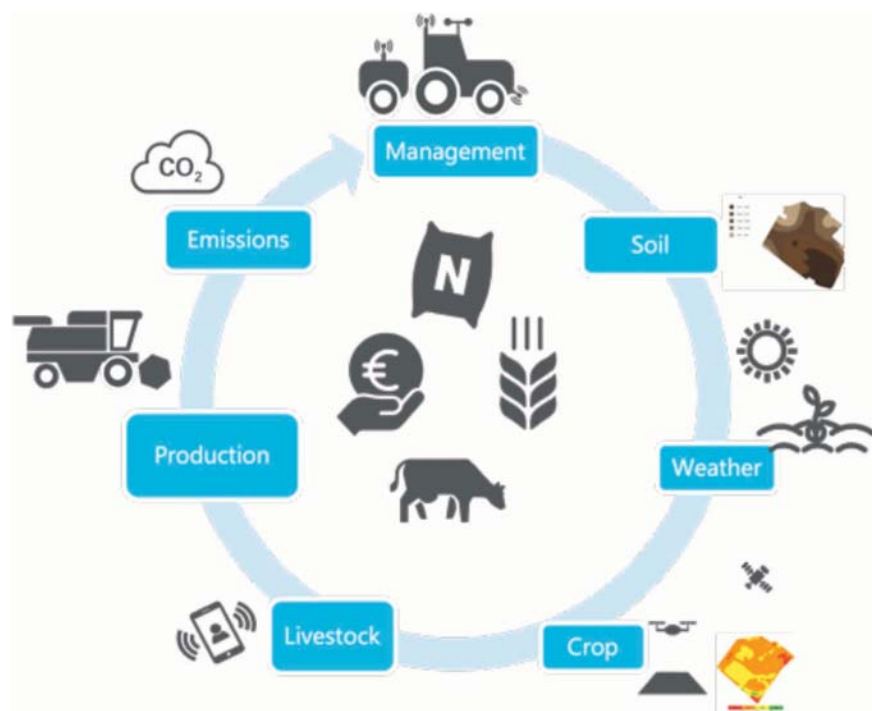 Management
CO₂
Emissions
Soil
N
€
Production
Weather
Livestock
Crop